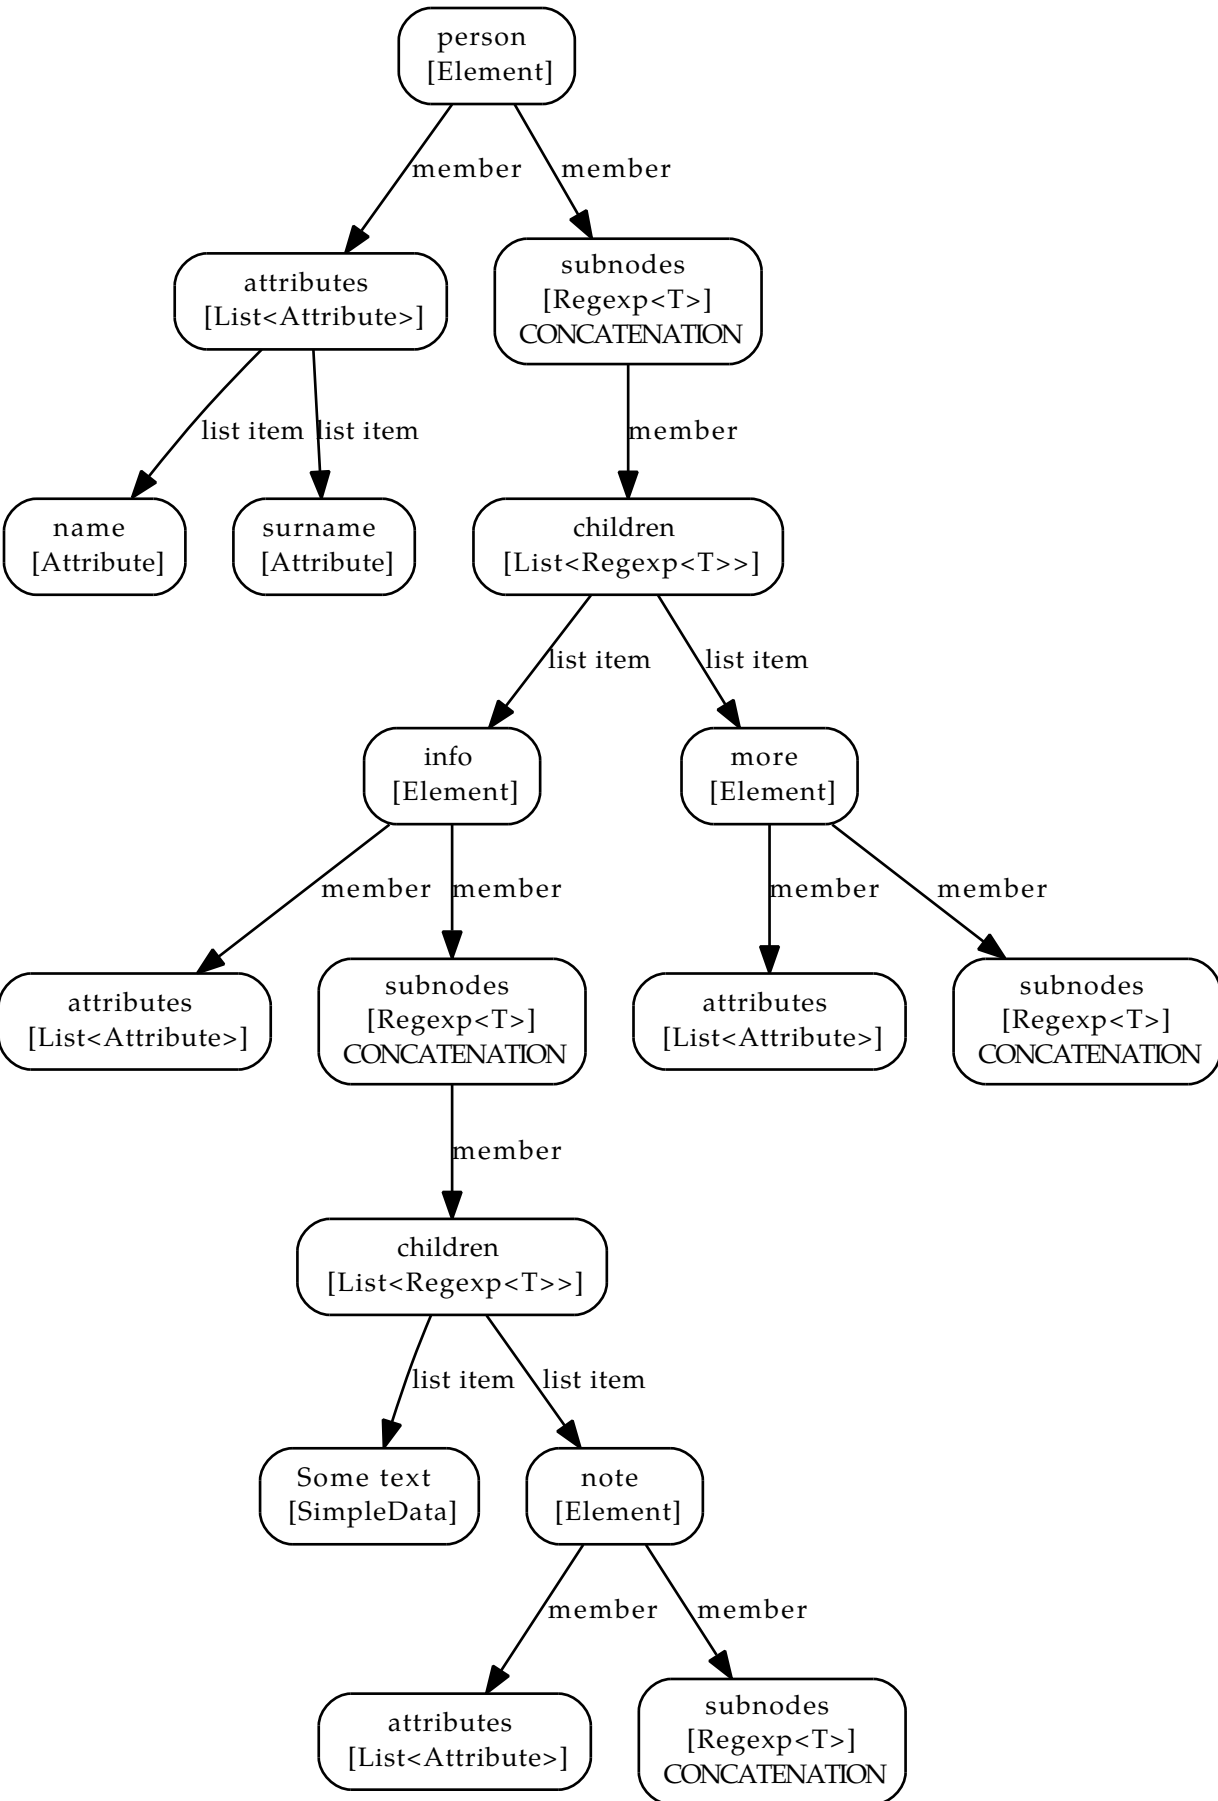 person
[Element]
member
member
attributes
[List<Attribute>]
subnodes
[Regexp<T>]
CONCATENATION
list item
list item
member
name
[Attribute]
surname
[Attribute]
children
[List<Regexp<T>>]
list item
list item
info
[Element]
more
[Element]
member
member
member
member
attributes
[List<Attribute>]
subnodes
[Regexp<T>]
CONCATENATION
attributes
[List<Attribute>]
subnodes
[Regexp<T>]
CONCATENATION
member
children
[List<Regexp<T>>]
list item
list item
Some text
[SimpleData]
note
[Element]
member
member
attributes
[List<Attribute>]
subnodes
[Regexp<T>]
CONCATENATION